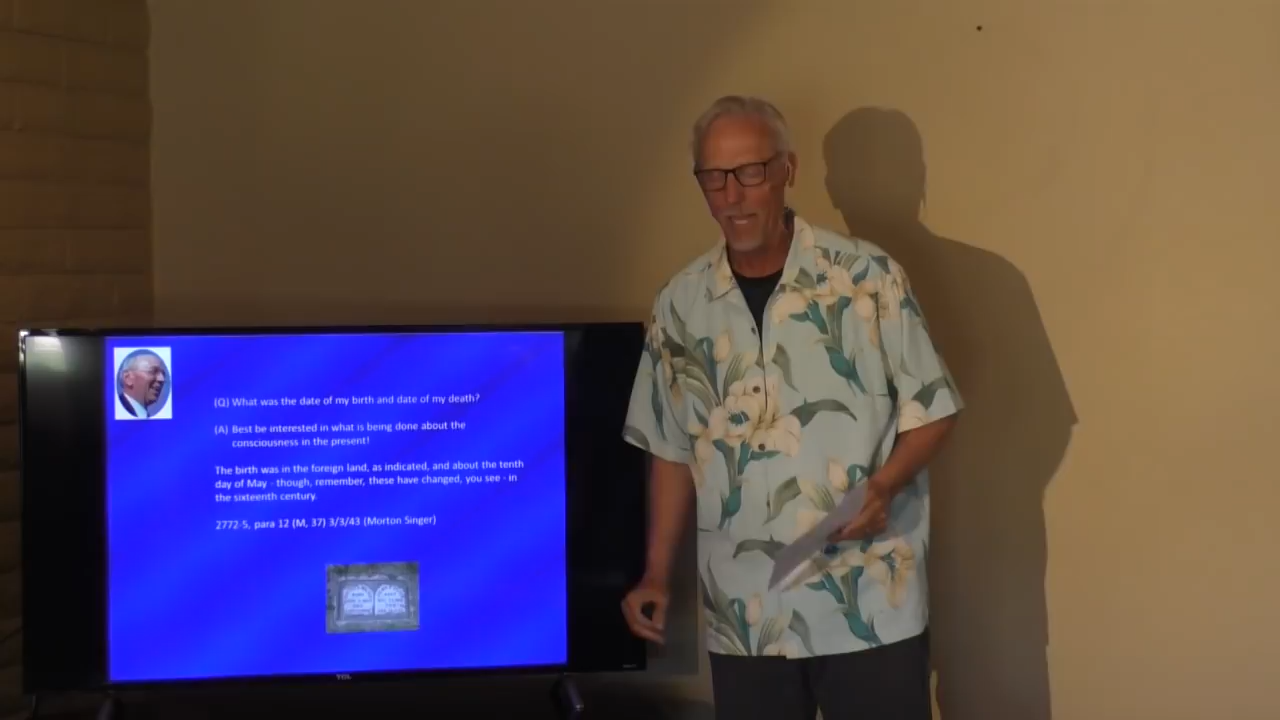 (Q) What was the date of my birth and date of my death?
(A) Best be interested in what is being done about the
consciousness in the present!
The birth was in the foreign land, as indicated, and about the tenth
day of May - though, remember, these have changed, you see - in
the sixteenth century.
2772-5, para 12 (M, 37) 3/3/43 (Morton Singer)
TCL